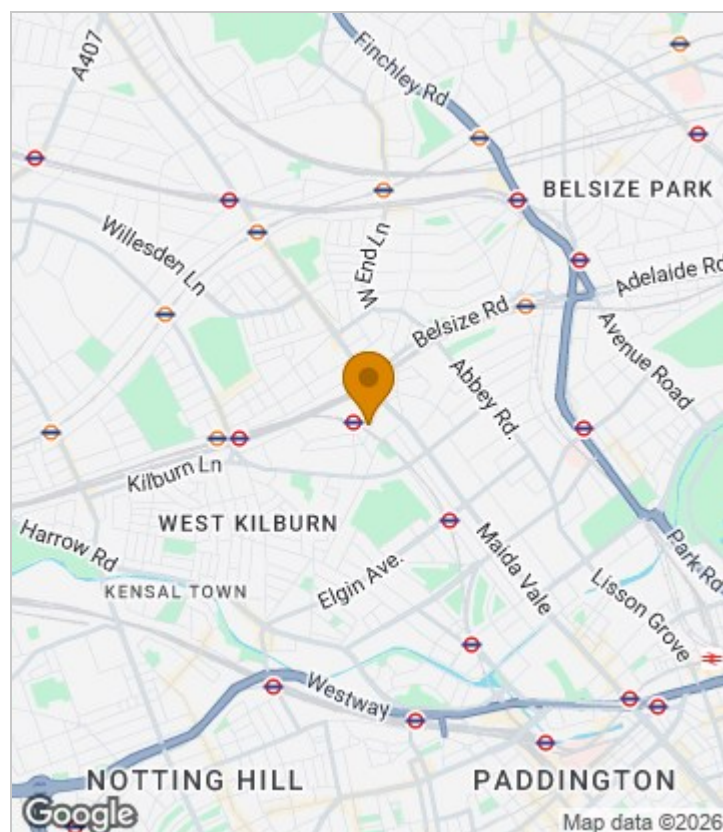 A407
Finchley Rd
BELSIZE PARK
Willesden Ln
W End Ln
Adelaide Rd
Belsize Rd
Avenue Road
Abbey Rd.
Kilburn Ln
WEST KILBURN
Harrow Rd
Maida Vale
Park Rd.
KENSAL TOWN
Elgin Ave.
Lisson Grove
Westway
NOTTING HILL
PADDINGTON
Google
Map data ©2026